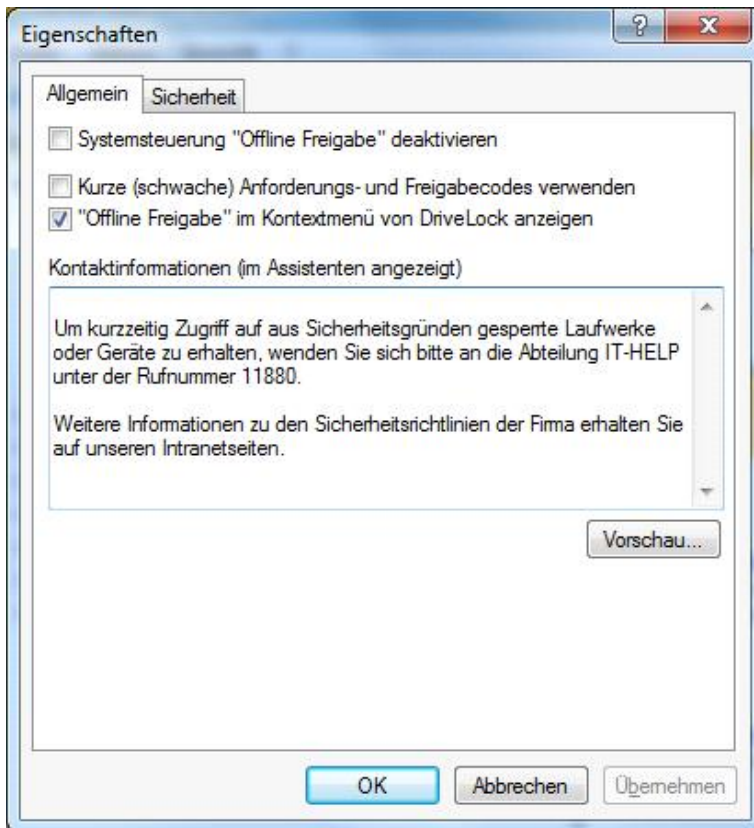 Eigenschaften
Allgemein
Sicherheit
Systemsteuerung "Offline Freigabe" deaktivieren
Kurze (schwache) Anforderungs- und Freigabecodes verwenden
"Offline Freigabe" im Kontextmenü von DriveLock anzeigen
Kontaktinformationen (im Assistenten angezeigt)
Um kurzzeitig Zugriff auf aus Sicherheitsgründen gesperrte Laufwerke
oder Geräte zu erhalten, wenden Sie sich bitte an die Abteilung IT-HELP
unter der Rufnummer 11880.
Weitere Informationen zu den Sicherheitsrichtlinien der Firma erhalten Sie
auf unseren Intranetseiten.
Vorschau...
OK
Abbrechen
Übernehmen